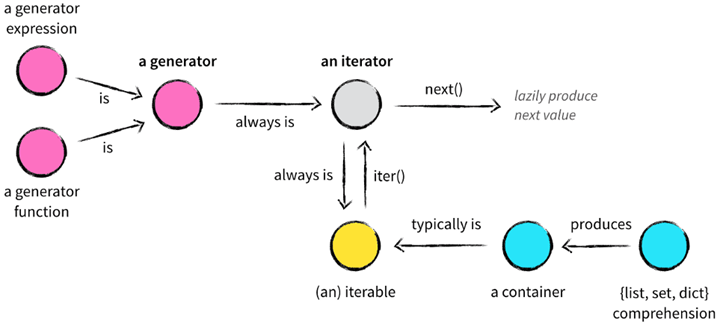 a generator
expression
a generator
an iterator
is
next()
lazily produce
next value
always is
is
a generator
function
always is
iter()
typically is
produces
(an) iterable
a container
{list, set, dict}
comprehension